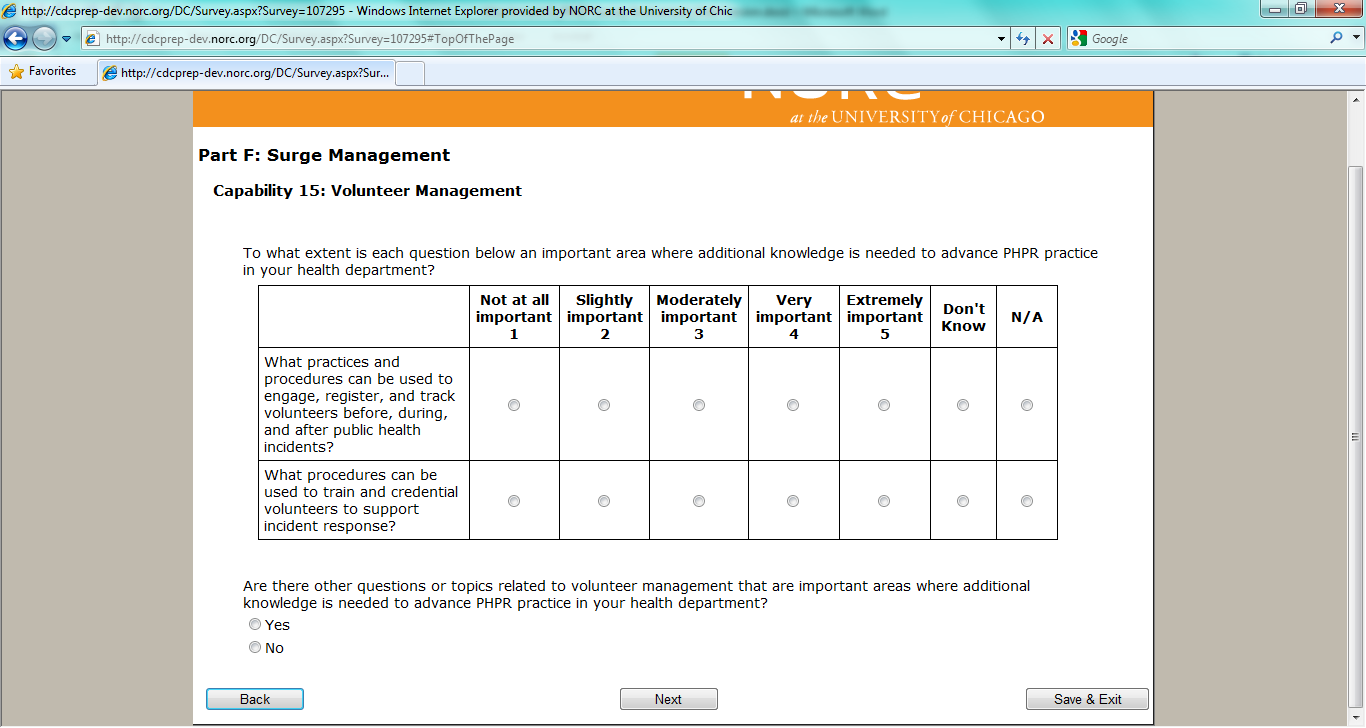 http://cdcprep-dev.norc.org/DC/Survey.aspx?Survey=107295 - Windows Internet Explorer provided by NORC at the University of Chic
http://cdcprep-dev.norc.org/DC/Survey.aspx?Survey=107295#TopOfThePage
Google
Favorites
http://cdcprep-dev.norc.org/DC/Survey.aspx?Sur...
NORC
at the UNIVERSITY of CHICAGO
Part F: Surge Management
Capability 15: Volunteer Management
To what extent is each question below an important area where additional knowledge is needed to advance PHPR practice
in your health department?
Not at all
important
1
Slightly
important
2
Moderately
important
3
Very
important
4
Extremely
important
5
Don't
Know
N/A
What practices and
procedures can be used to
engage, register, and track
volunteers before, during,
and after public health
incidents?
What procedures can be
used to train and credential
volunteers to support
incident response?
Are there other questions or topics related to volunteer management that are important areas where additional
knowledge is needed to advance PHPR practice in your health department?
Yes
No
Back
Next
Save & Exit